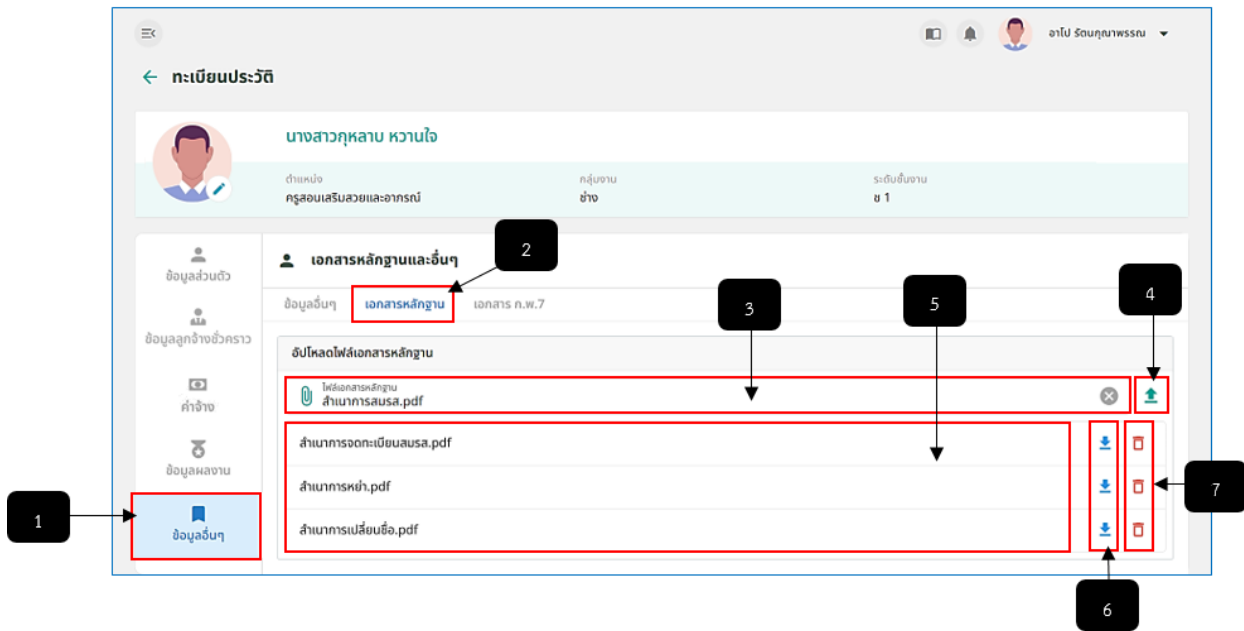 อาโป รัตนกุณาพรรณ
ทะเบียนประวัติ
นางสาวกุหลาบ หวานใจ
ตำแหน่ง กลุ่มงาน ระดับชั้นงาน
ครูสอนเสริมสวยและอาภรณ์ ช่าง ช 1
2
ข้อมูลส่วนตัว
เอกสารหลักฐานและอื่นๆ
ข้อมูลอื่นๆ เอกสารหลักฐาน เอกสาร ก.พ.7
3
5
4
ข้อมูลลูกจ้างชั่วคราว
อัปโหลดไฟล์เอกสารหลักฐาน
ไฟล์เอกสารหลักฐาน
สำเนาการสมรส.pdf
ค่าจ้าง
สำเนาการจดทะเบียนสมรส.pdf
ข้อมูลผลงาน
สำเนาการหย่า.pdf
7
1
ข้อมูลอื่นๆ
สำเนาการเปลี่ยนชื่อ.pdf
6